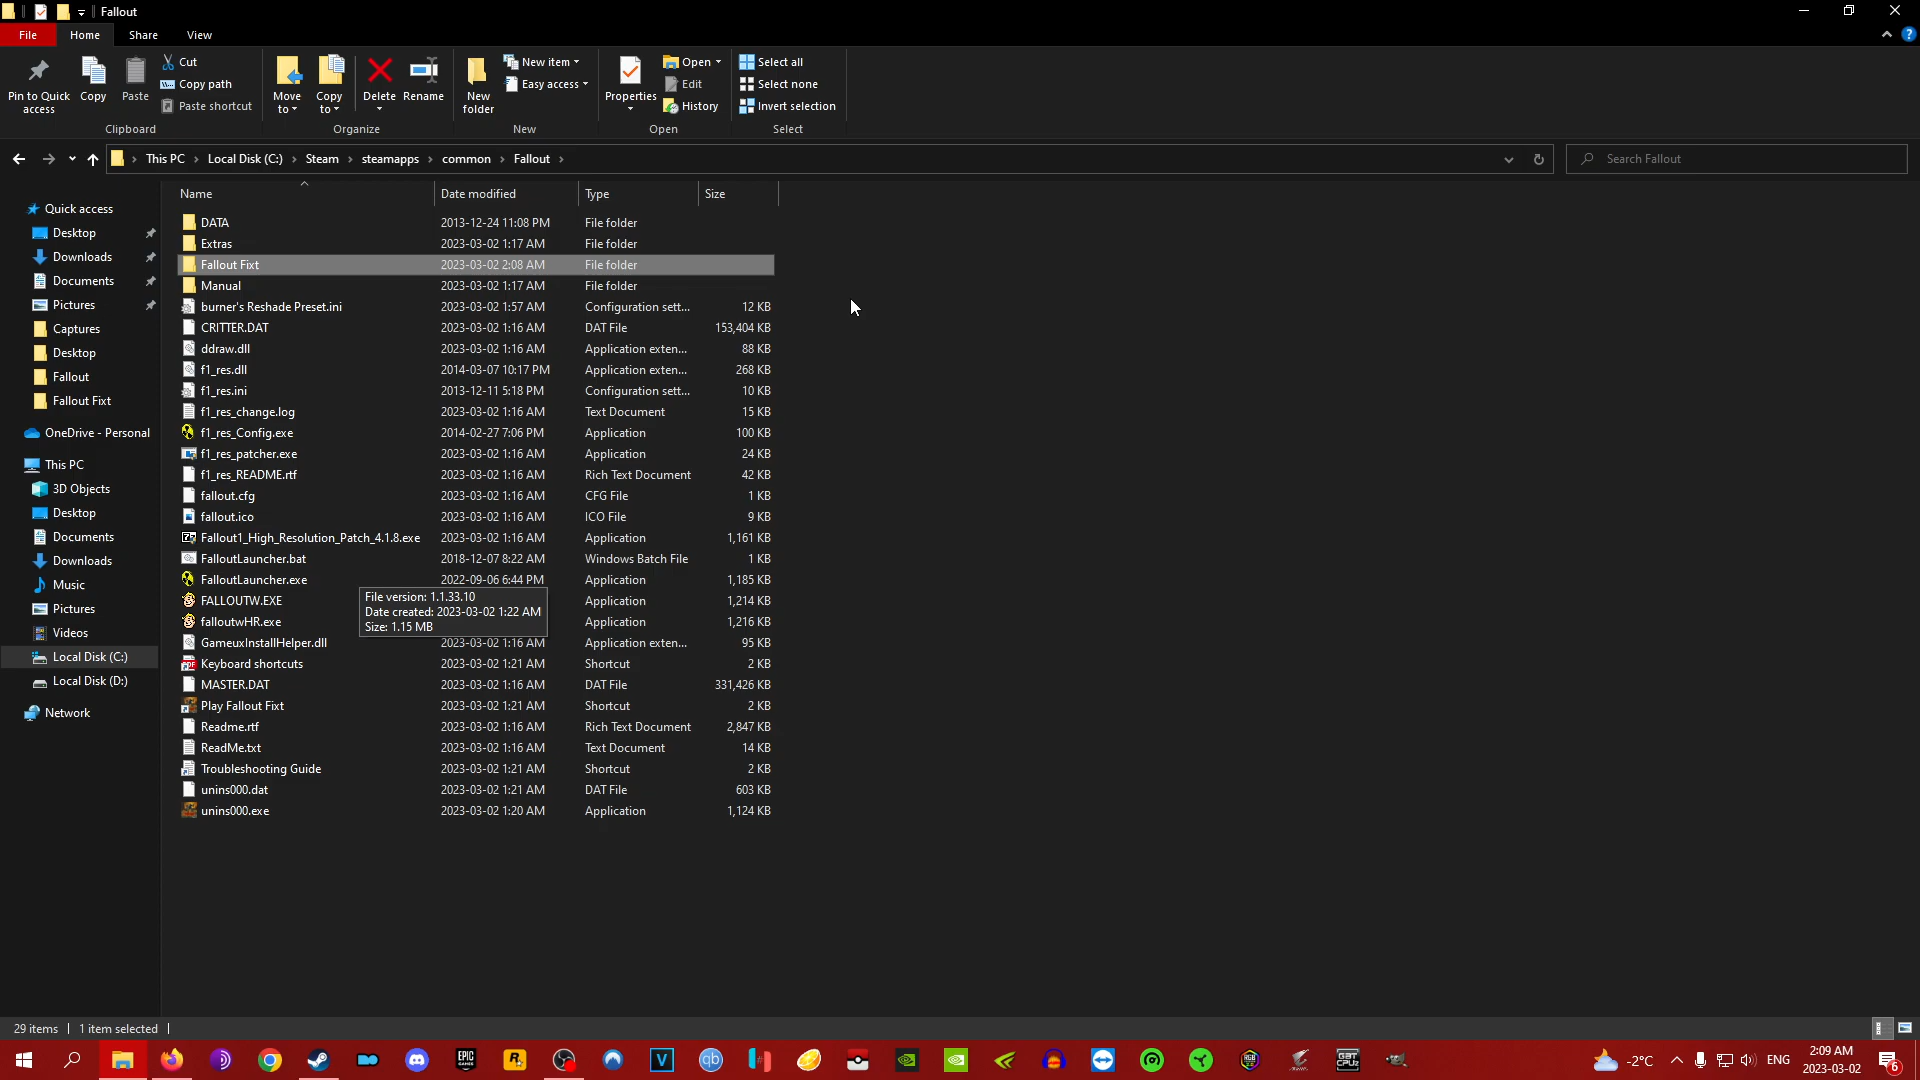 Fallout
File Home Share View
Pin to Quick access
Copy
Paste
Cut
Copy path
Paste shortcut
Clipboard
Move to
Copy to
Delete
Rename
Organize
New folder
New item
Easy access
New
Properties
Open
Edit
History
Open
Select all
Select none
Invert selection
Select
This PC › Local Disk (C:) › Steam › steamapps › common › Fallout ›
Search Fallout
Quick access
Desktop
Downloads
Documents
Pictures
Captures
Desktop
Fallout
Fallout Fixt
OneDrive - Personal
This PC
3D Objects
Desktop
Documents
Downloads
Music
Pictures
Videos
Local Disk (C:)
Local Disk (D:)
Network
Name Date modified Type Size
DATA 2013-12-24 11:08 PM File folder
Extras 2023-03-02 1:17 AM File folder
Fallout Fixt 2023-03-02 2:08 AM File folder
Manual 2023-03-02 1:17 AM File folder
burner's Reshade Preset.ini 2023-03-02 1:57 AM Configuration sett... 12 KB
CRITTER.DAT 2023-03-02 1:16 AM DAT File 153,404 KB
ddraw.dll 2023-03-02 1:16 AM Application exten... 88 KB
f1_res.dll 2014-03-07 10:17 PM Application exten... 268 KB
f1_res.ini 2013-12-11 5:18 PM Configuration sett... 10 KB
f1_res_change.log 2023-03-02 1:16 AM Text Document 15 KB
f1_res_Config.exe 2014-02-27 7:06 PM Application 100 KB
f1_res_patcher.exe 2023-03-02 1:16 AM Application 24 KB
f1_res_README.rtf 2023-03-02 1:16 AM Rich Text Document 42 KB
fallout.cfg 2023-03-02 1:16 AM CFG File 1 KB
fallout.ico 2023-03-02 1:16 AM ICO File 9 KB
Fallout1_High_Resolution_Patch_4.1.8.exe 2023-03-02 1:16 AM Application 1,161 KB
FalloutLauncher.bat 2018-12-07 8:22 AM Windows Batch File 1 KB
FalloutLauncher.exe 2022-09-06 6:44 PM Application 1,185 KB
FALLOUTW.EXE Application 1,214 KB
falloutwHR.exe Application 1,216 KB
GameuxInstallHelper.dll 2023-03-02 1:16 AM Application exten... 95 KB
Keyboard shortcuts 2023-03-02 1:21 AM Shortcut 2 KB
MASTER.DAT 2023-03-02 1:16 AM DAT File 331,426 KB
Play Fallout Fixt 2023-03-02 1:21 AM Shortcut 2 KB
Readme.rtf 2023-03-02 1:16 AM Rich Text Document 2,847 KB
ReadMe.txt 2023-03-02 1:16 AM Text Document 14 KB
Troubleshooting Guide 2023-03-02 1:21 AM Shortcut 2 KB
unins000.dat 2023-03-02 1:21 AM DAT File 603 KB
unins000.exe 2023-03-02 1:20 AM Application 1,124 KB
File version: 1.1.33.10
Date created: 2023-03-02 1:22 AM
Size: 1.15 MB
29 items 1 item selected
-2°C ENG 2:09 AM
2023-03-02
6